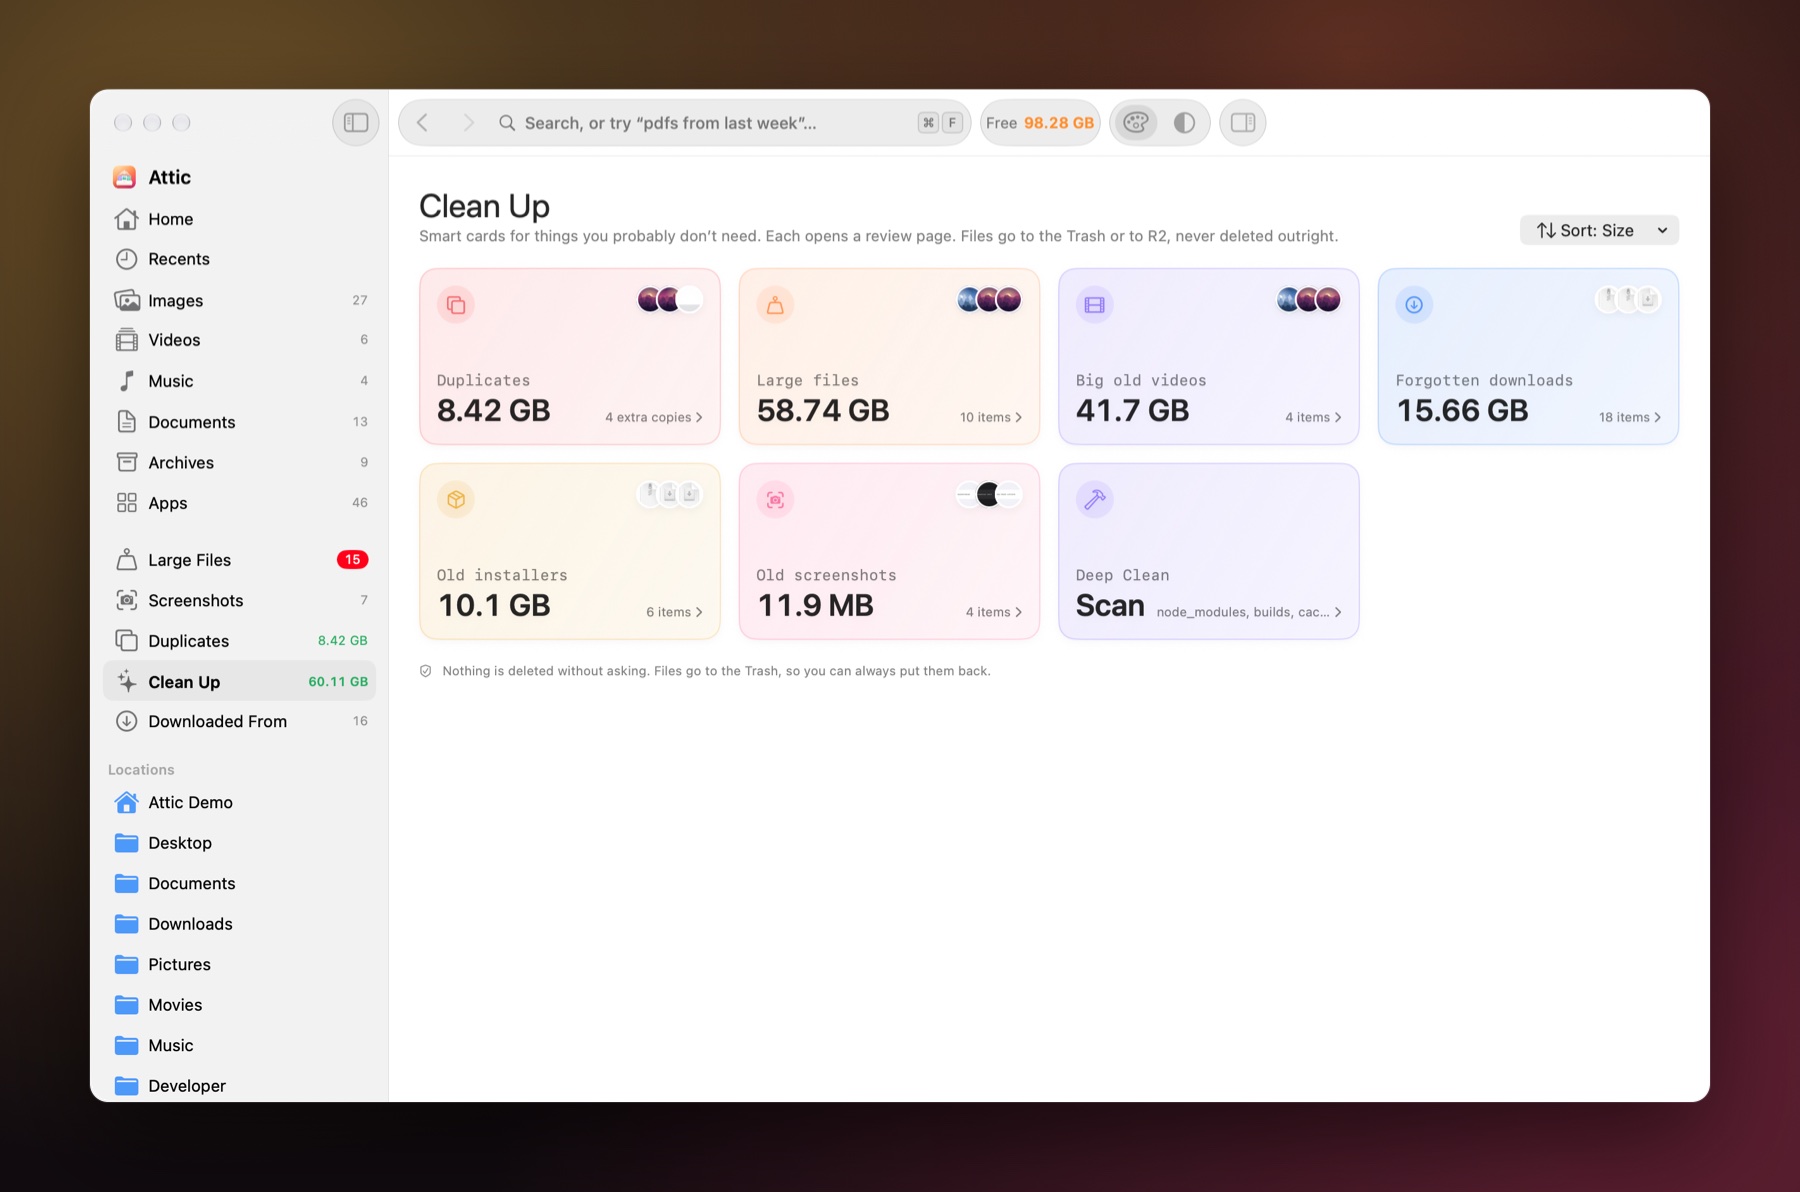 Search, or try “pdfs from last week”...
⌘ F
Free 98.28 GB
Attic
Home
Recents
Images 27
Videos 6
Music 4
Documents 13
Archives 9
Apps 46
Large Files 15
Screenshots 7
Duplicates 8.42 GB
Clean Up 60.11 GB
Downloaded From 16
Locations
Attic Demo
Desktop
Documents
Downloads
Pictures
Movies
Music
Developer
Clean Up
Smart cards for things you probably don’t need. Each opens a review page. Files go to the Trash or to R2, never deleted outright.
Sort: Size
Duplicates
8.42 GB 4 extra copies
Large files
58.74 GB 10 items
Big old videos
41.7 GB 4 items
Forgotten downloads
15.66 GB 18 items
Old installers
10.1 GB 6 items
Old screenshots
11.9 MB 4 items
Deep Clean
Scan node_modules, builds, cac...
Nothing is deleted without asking. Files go to the Trash, so you can always put them back.